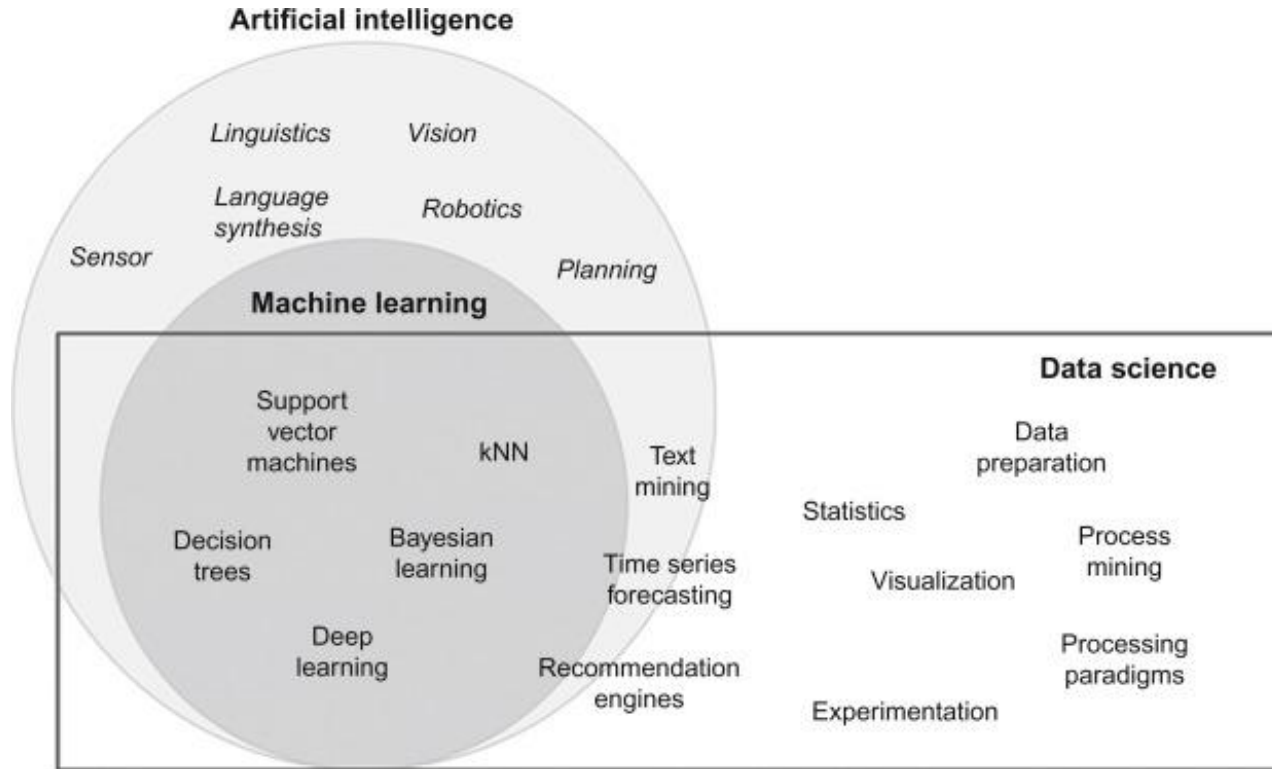 Artificial intelligence
Linguistics
Vision
Language
synthesis
Robotics
Sensor
Planning
Machine learning
Data science
Support
vector
machines
kNN
Text
mining
Data
preparation
Statistics
Decision
trees
Bayesian
learning
Time series
forecasting
Visualization
Process
mining
Deep
learning
Recommendation
engines
Processing
paradigms
Experimentation